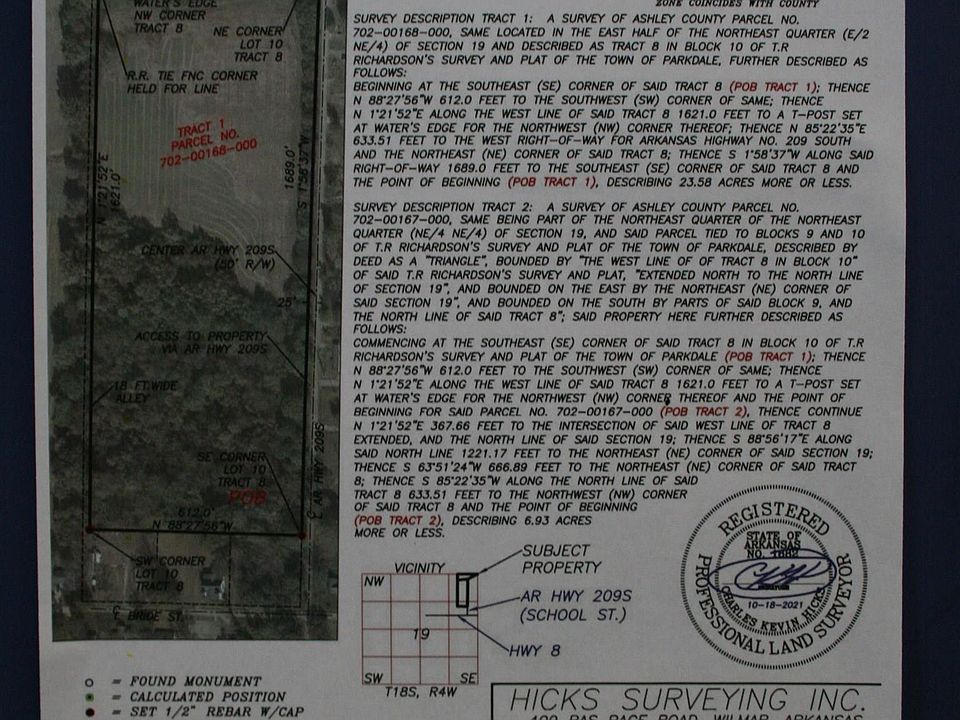 WATER'S EDGE
NW CORNER
TRACT 8
NE CORNER
LOT 10
TRACT 8
R.R. TIE FNC CORNER
HELD FOR LINE
TRACT 1
PARCEL NO.
702-00168-000
N 1°21'52"E
1621.0'
1689.0'
S 1°58'37"W
CENTER AR HWY 209S
(50' R/W)
25'
ACCESS TO PROPERTY
VIA AR HWY 209S
18 FT.WIDE
ALLEY
SE CORNER
LOT 10
TRACT 8
POB
℄ AR HWY 209S
612.0'
N 88°27'56"W
SW CORNER
LOT 10
TRACT 8
℄ BRIDE ST.
= FOUND MONUMENT
= CALCULATED POSITION
= SET 1/2" REBAR W/CAP
ZONE COINCIDES WITH COUNTY
SURVEY DESCRIPTION TRACT 1: A SURVEY OF ASHLEY COUNTY PARCEL NO.
702-00168-000, SAME LOCATED IN THE EAST HALF OF THE NORTHEAST QUARTER (E/2
NE/4) OF SECTION 19 AND DESCRIBED AS TRACT 8 IN BLOCK 10 OF T.R
RICHARDSON'S SURVEY AND PLAT OF THE TOWN OF PARKDALE, FURTHER DESCRIBED AS
FOLLOWS:
BEGINNING AT THE SOUTHEAST (SE) CORNER OF SAID TRACT 8 (POB TRACT 1); THENCE
N 88°27'56"W 612.0 FEET TO THE SOUTHWEST (SW) CORNER OF SAME; THENCE
N 1°21'52"E ALONG THE WEST LINE OF SAID TRACT 8 1621.0 FEET TO A T-POST SET
AT WATER'S EDGE FOR THE NORTHWEST (NW) CORNER THEREOF; THENCE N 85°22'35"E
633.51 FEET TO THE WEST RIGHT-OF-WAY FOR ARKANSAS HIGHWAY NO. 209 SOUTH
AND THE NORTHEAST (NE) CORNER OF SAID TRACT 8; THENCE S 1°58'37"W ALONG SAID
RIGHT-OF-WAY 1689.0 FEET TO THE SOUTHEAST (SE) CORNER OF SAID TRACT 8 AND
THE POINT OF BEGINNING (POB TRACT 1), DESCRIBING 23.58 ACRES MORE OR LESS.
SURVEY DESCRIPTION TRACT 2: A SURVEY OF ASHLEY COUNTY PARCEL NO.
702-00167-000, SAME BEING PART OF THE NORTHEAST QUARTER OF THE NORTHEAST
QUARTER (NE/4 NE/4) OF SECTION 19, AND SAID PARCEL TIED TO BLOCKS 9 AND 10
OF T.R RICHARDSON'S SURVEY AND PLAT OF THE TOWN OF PARKDALE, DESCRIBED BY
DEED AS A "TRIANGLE", BOUNDED BY "THE WEST LINE OF OF TRACT 8 IN BLOCK 10"
OF SAID T.R RICHARDSON'S SURVEY AND PLAT, "EXTENDED NORTH TO THE NORTH LINE
OF SECTION 19", AND BOUNDED ON THE EAST BY THE NORTHEAST (NE) CORNER OF
SAID SECTION 19", AND BOUNDED ON THE SOUTH BY PARTS OF SAID BLOCK 9, AND
THE NORTH LINE OF SAID TRACT 8"; SAID PROPERTY HERE FURTHER DESCRIBED AS
FOLLOWS:
COMMENCING AT THE SOUTHEAST (SE) CORNER OF SAID TRACT 8 IN BLOCK 10 OF T.R
RICHARDSON'S SURVEY AND PLAT OF THE TOWN OF PARKDALE (POB TRACT 1); THENCE
N 88°27'56"W 612.0 FEET TO THE SOUTHWEST (SW) CORNER OF SAME; THENCE
N 1°21'52"E ALONG THE WEST LINE OF SAID TRACT 8 1621.0 FEET TO A T-POST SET
AT WATER'S EDGE FOR THE NORTHWEST (NW) CORNER THEREOF AND THE POINT OF
BEGINNING FOR SAID PARCEL NO. 702-00167-000 (POB TRACT 2), THENCE CONTINUE
N 1°21'52"E 367.66 FEET TO THE INTERSECTION OF SAID WEST LINE OF TRACT 8
EXTENDED, AND THE NORTH LINE OF SAID SECTION 19; THENCE S 88°56'17"E ALONG
SAID NORTH LINE 1221.17 FEET TO THE NORTHEAST (NE) CORNER OF SAID SECTION 19;
THENCE S 63°51'24"W 666.89 FEET TO THE NORTHEAST (NE) CORNER OF SAID TRACT
8; THENCE S 85°22'35"W ALONG THE NORTH LINE OF SAID
TRACT 8 633.51 FEET TO THE NORTHWEST (NW) CORNER
OF SAID TRACT 8 AND THE POINT OF BEGINNING
(POB TRACT 2), DESCRIBING 6.93 ACRES
MORE OR LESS.
VICINITY
NW
19
SW
SE
T18S, R4W
SUBJECT
PROPERTY
AR HWY 209S
(SCHOOL ST.)
HWY 8
REGISTERED
PROFESSIONAL LAND SURVEYOR
STATE OF
ARKANSAS
NO. 1682
10-18-2021
CHARLES KEVIN HICKS
HICKS SURVEYING INC.
ROAD, WILMAR, ARKANSAS